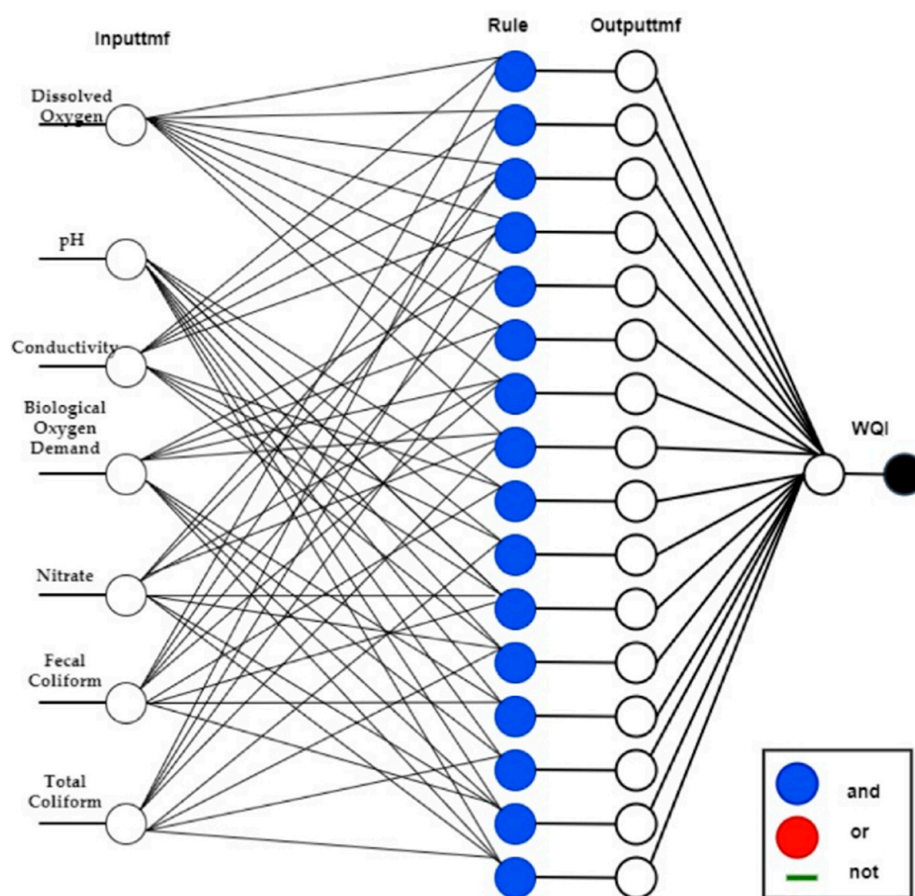 Inputtmf
Rule
Outputtmf
Dissolved
Oxygen
pH
Conductivity
Biological
Oxygen
Demand
Nitrate
Fecal
Coliform
Total
Coliform
WQI
and
or
not